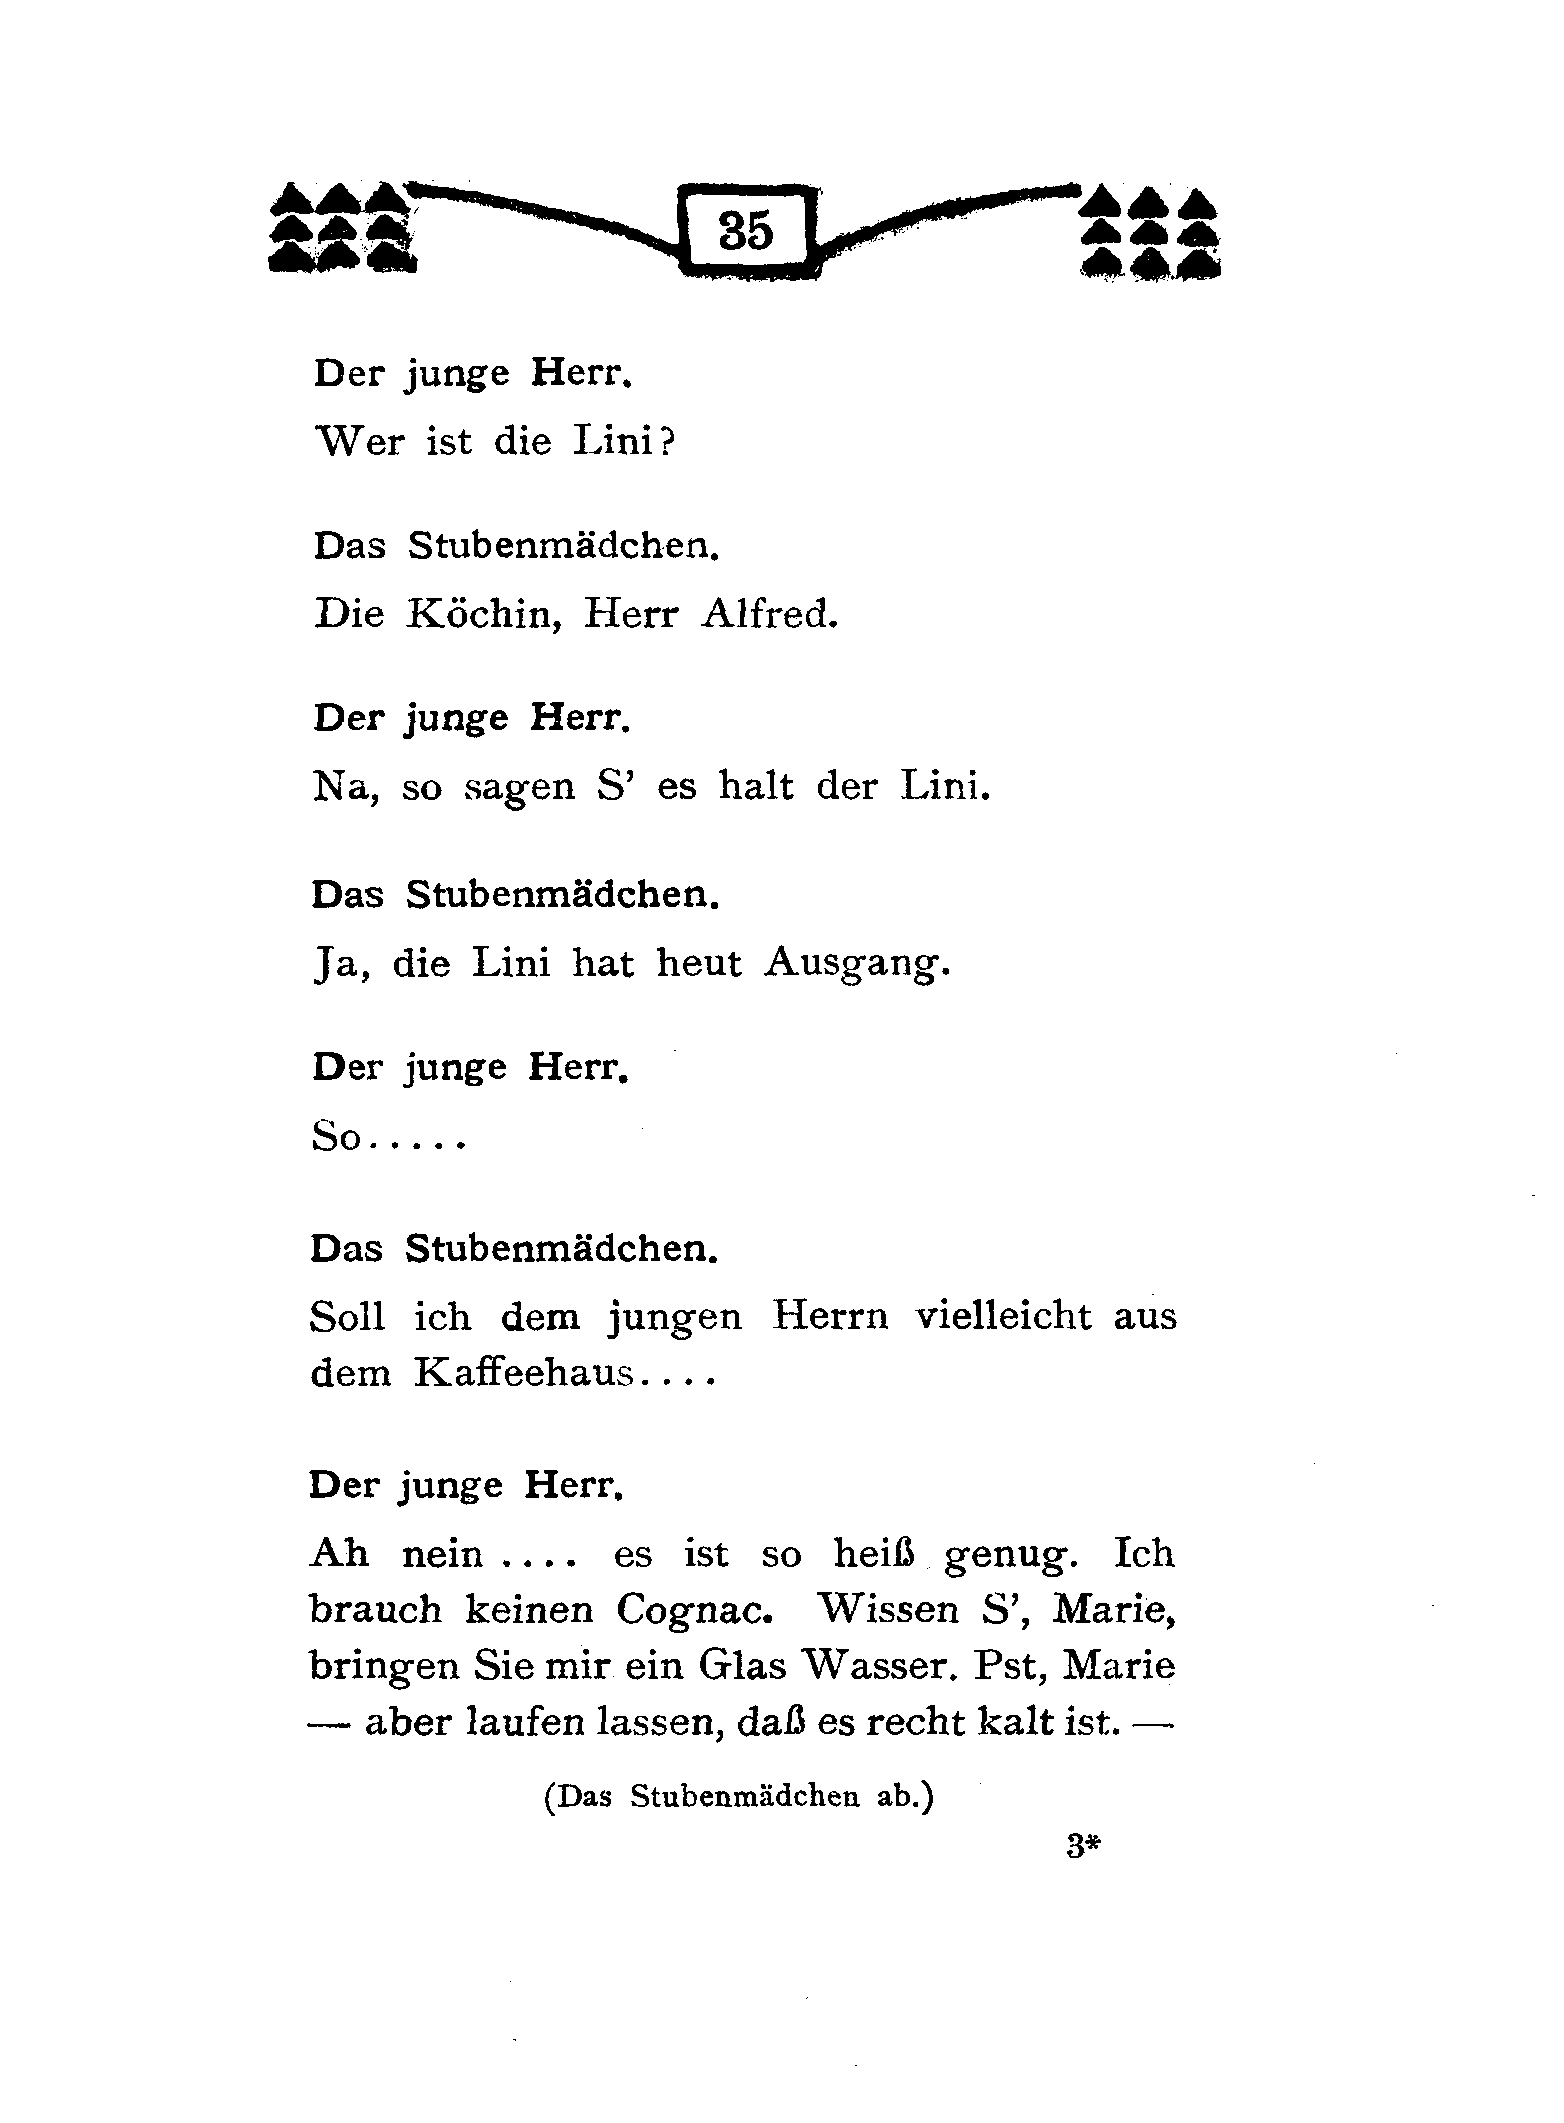 35
Der junge Herr.
Wer ist die Lini?
Das Stubenmädchen.
Die Köchin, Herr Alfred.
Der junge Herr.
Na, so sagen S’ es halt der Lini.
Das Stubenmädchen.
Ja, die Lini hat heut Ausgang.
Der junge Herr.
So.....
Das Stubenmädchen.
Soll ich dem jungen Herrn vielleicht aus
dem Kaffeehaus....
Der junge Herr.
Ah nein .... es ist so heiß genug. Ich
brauch keinen Cognac. Wissen S’, Marie,
bringen Sie mir ein Glas Wasser. Pst, Marie
— aber laufen lassen, daß es recht kalt ist. —
(Das Stubenmädchen ab.)
3*